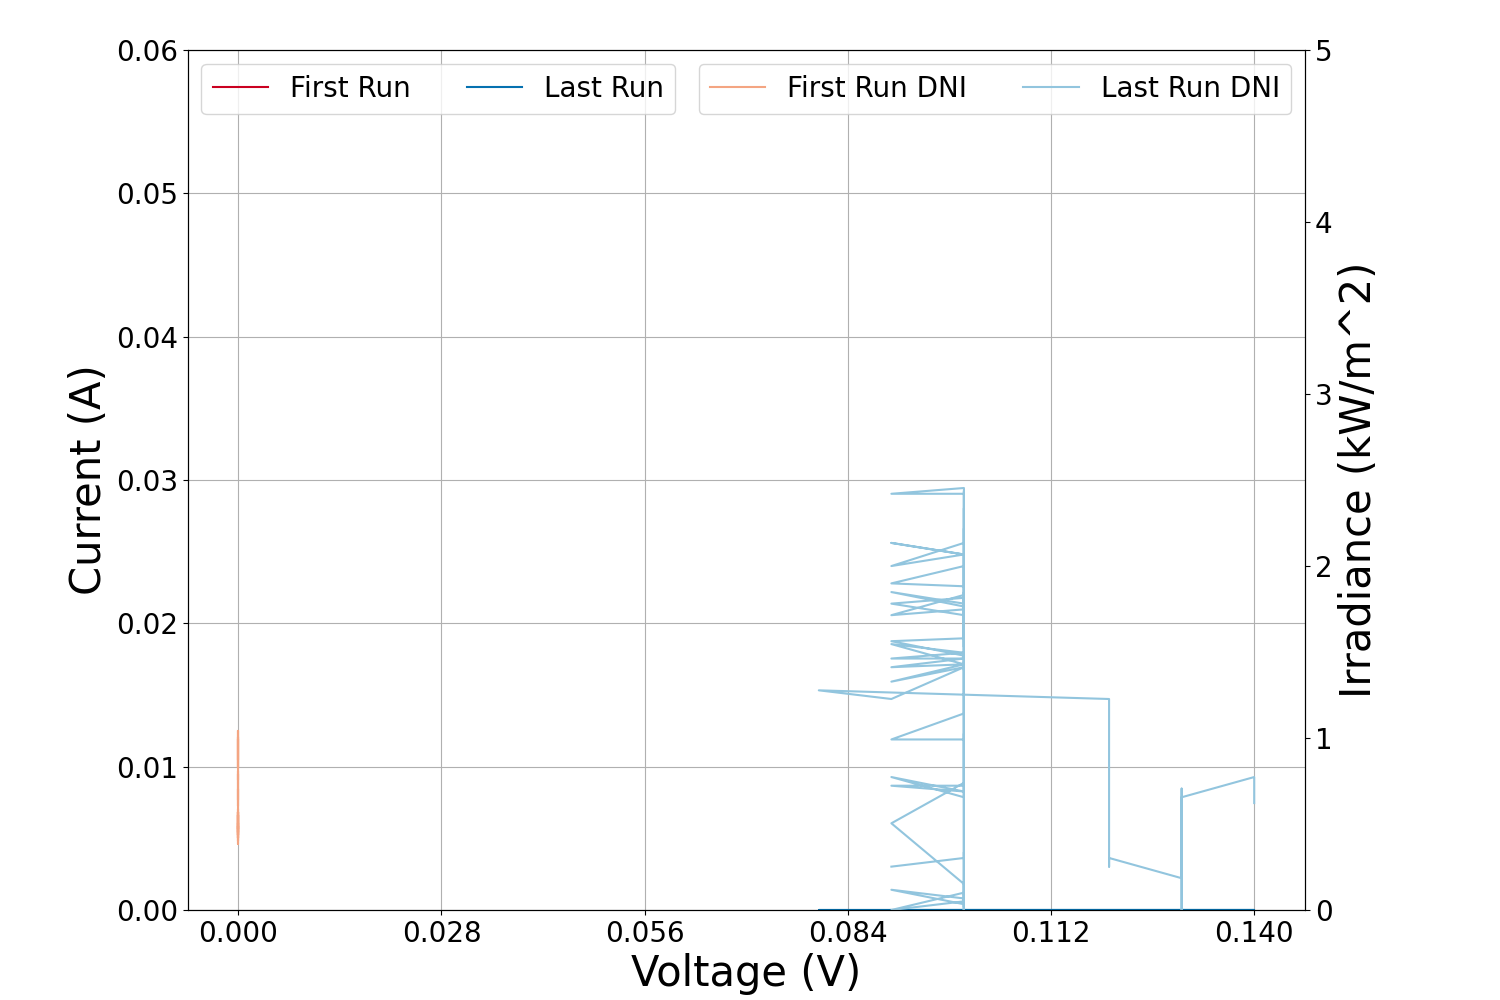 First Run
Last Run
First Run DNI
Last Run DNI
0.06
0.05
0.04
0.03
0.02
0.01
0.00
Current (A)
5
4
3
2
1
0
Irradiance (kW/m^2)
0.000 0.028 0.056 0.084 0.112 0.140
Voltage (V)